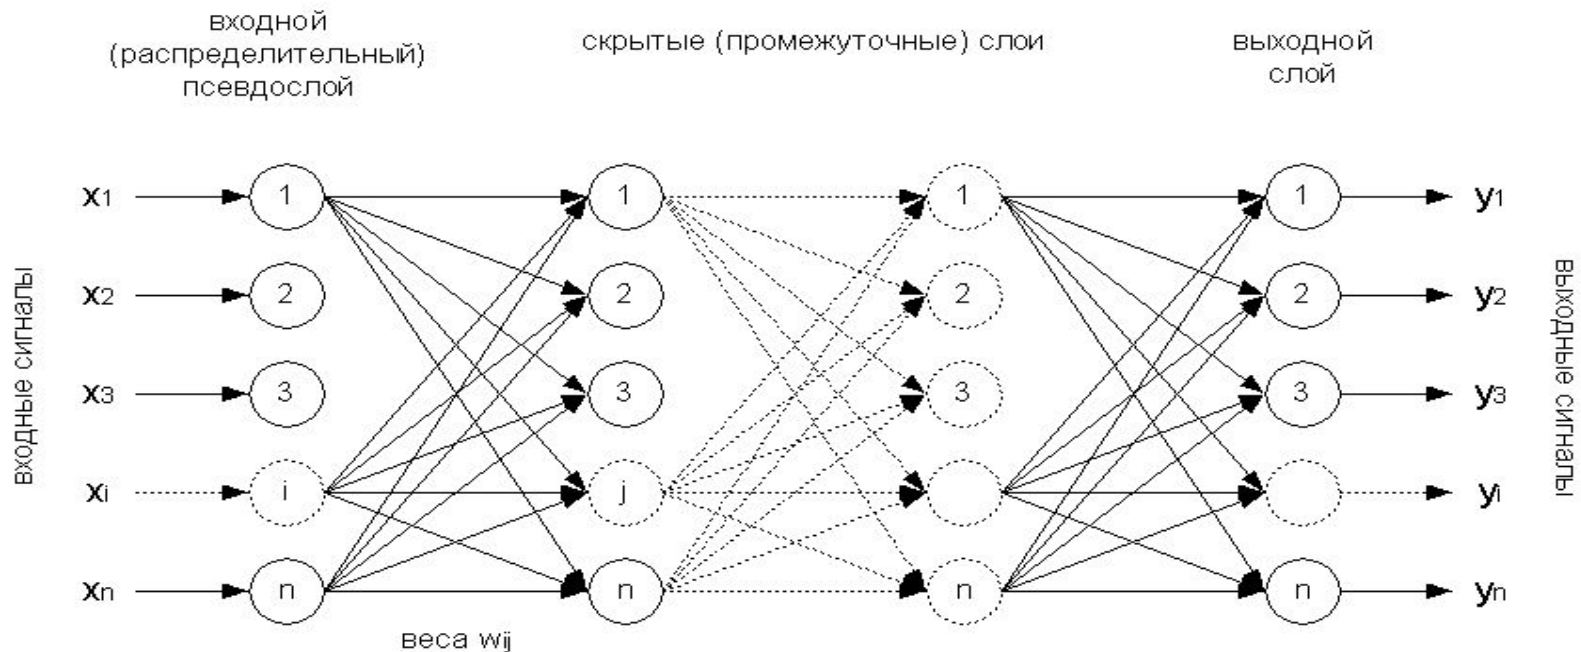 входной
(распределительный)
псевдослой
скрытые (промежуточные) слои
выходной
слой
входные сигналы
x1 1 1 1 1 y1
x2 2 2 2 2 y2
x3 3 3 3 3 y3
xi i j yi
xn n n n n yn
выходные сигналы
веса wij